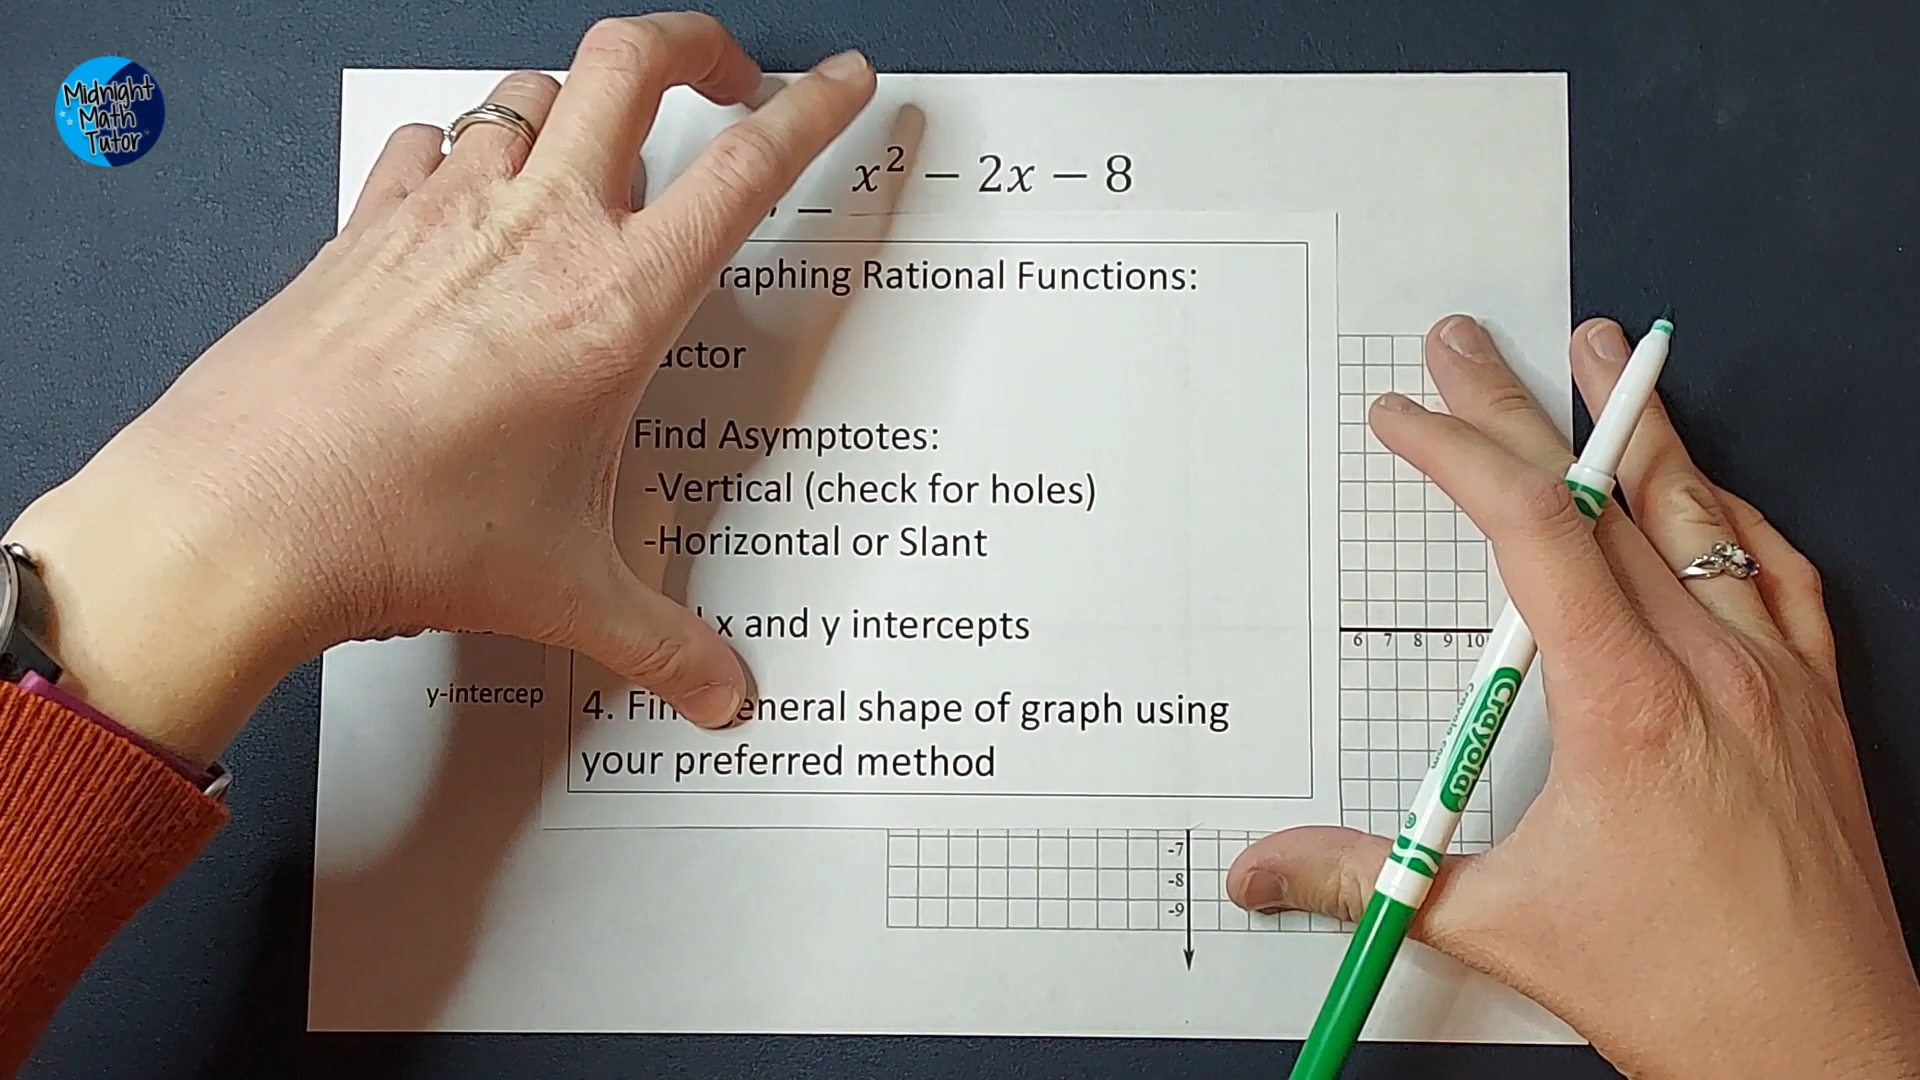 Midnight
Math
Tutor
x² − 2x − 8
raphing Rational Functions:
actor
Find Asymptotes:
-Vertical (check for holes)
-Horizontal or Slant
x and y intercepts
y-intercep
4. Fin eneral shape of graph using
your preferred method
6 7 8 9 10
-7
-8
-9
Crayola